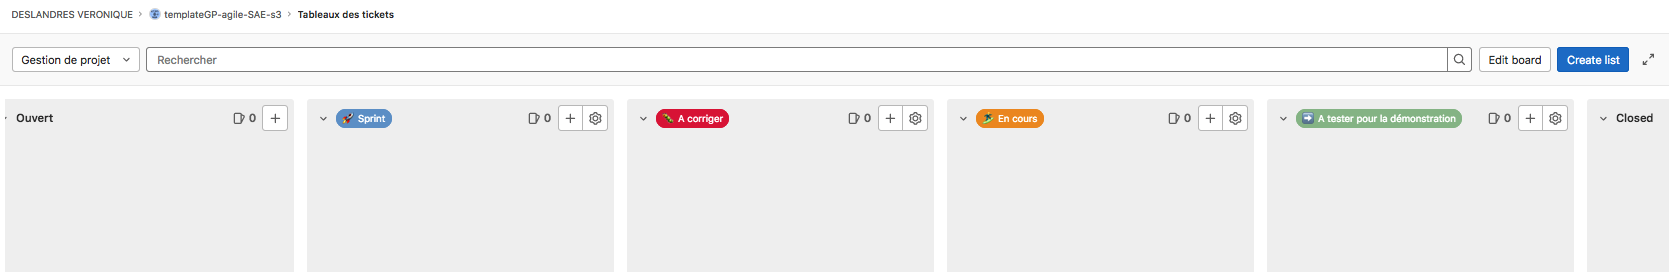 DESLANDRES VERONIQUE > templateGP-agile-SAE-s3 > Tableaux des tickets
Gestion de projet Rechercher Edit board Create list
Ouvert 0 + Sprint 0 + A corriger 0 + En cours 0 + A tester pour la démonstration 0 + Closed